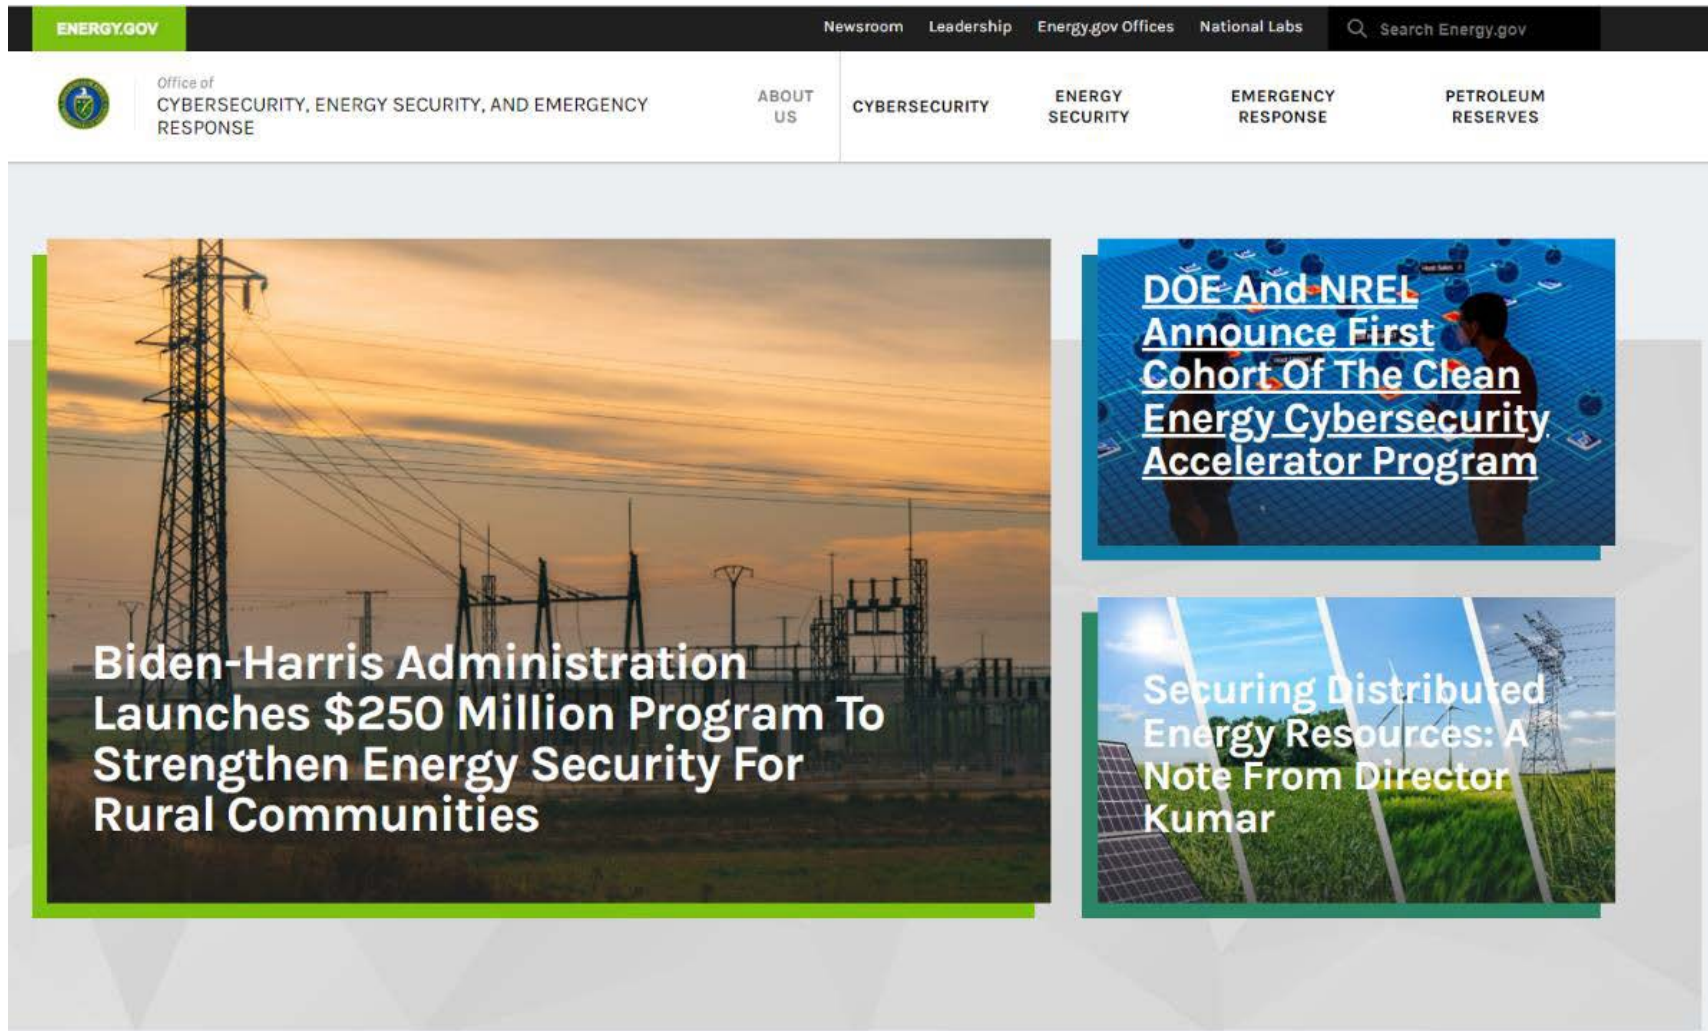 ENERGY.GOV
Newsroom Leadership Energy.gov Offices National Labs Search Energy.gov
Office of
CYBERSECURITY, ENERGY SECURITY, AND EMERGENCY
RESPONSE
ABOUT
US
CYBERSECURITY
ENERGY
SECURITY
EMERGENCY
RESPONSE
PETROLEUM
RESERVES
Biden-Harris Administration
Launches $250 Million Program To
Strengthen Energy Security For
Rural Communities
DOE And NREL
Announce First
Cohort Of The Clean
Energy Cybersecurity
Accelerator Program
Securing Distributed
Energy Resources: A
Note From Director
Kumar